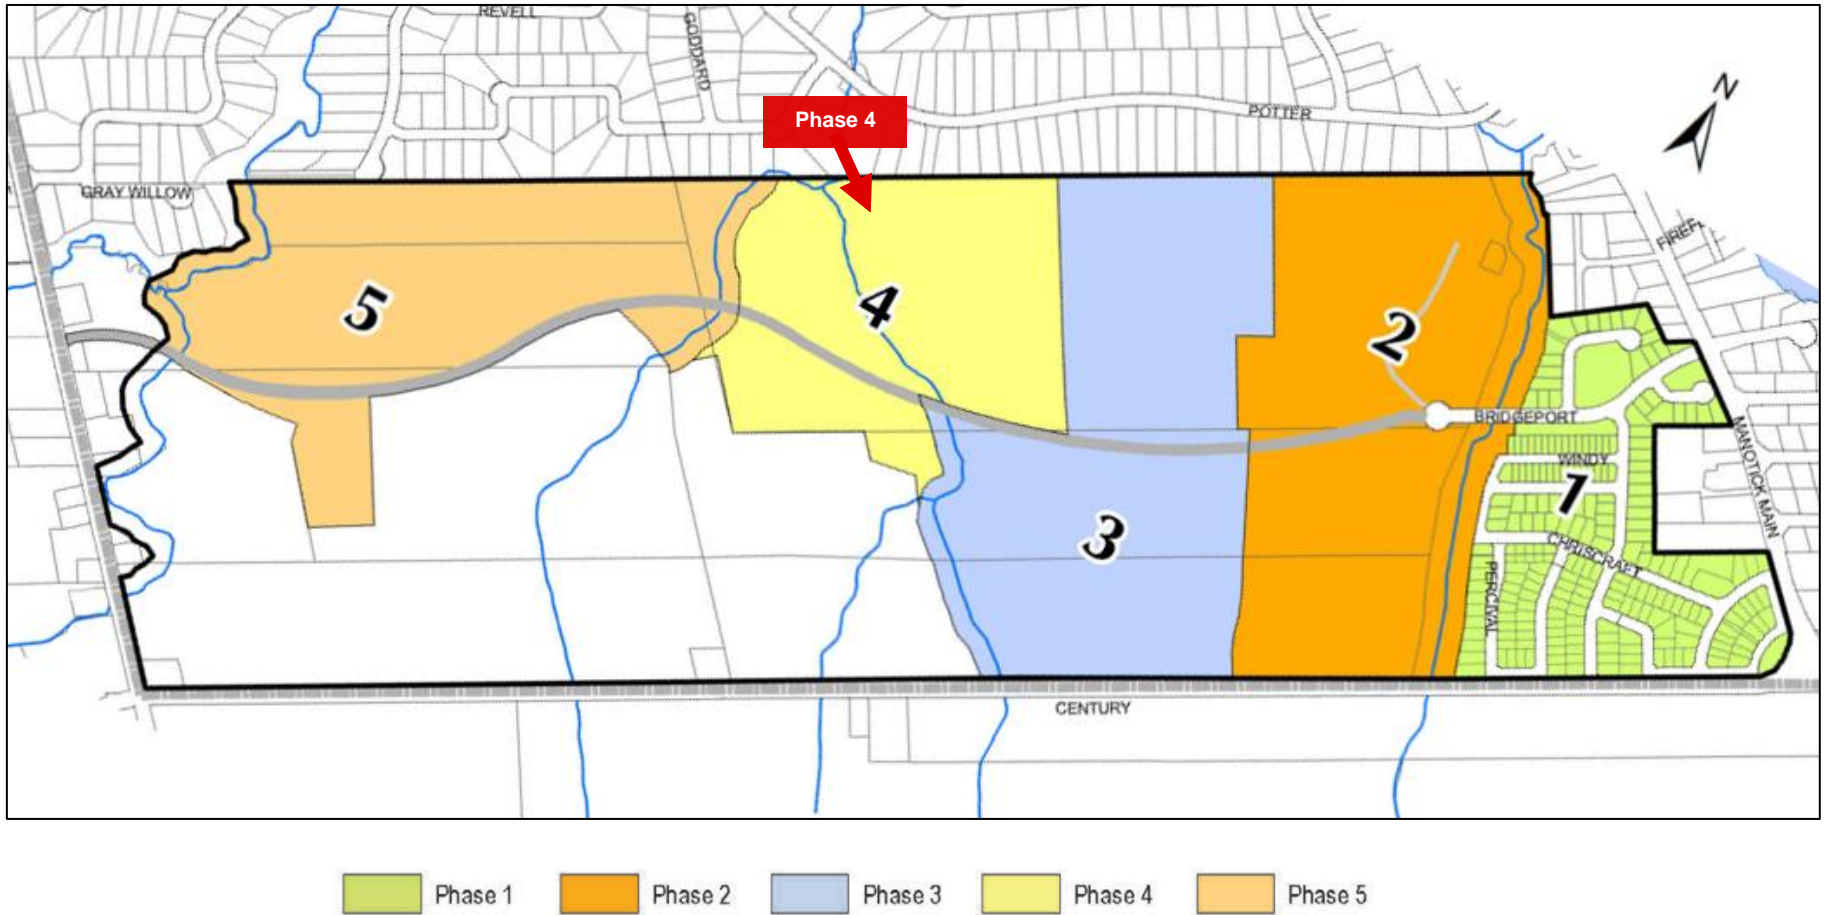 REVELL
GODDARD
N
Phase 4
POTTER
GRAY WILLOW
FIREFL
5
4
2
BRIDGEPORT
MANOTICK MAIN
WINDY
1
3
CHRISCRAFT
PERCIVAL
CENTURY
Phase 1
Phase 2
Phase 3
Phase 4
Phase 5